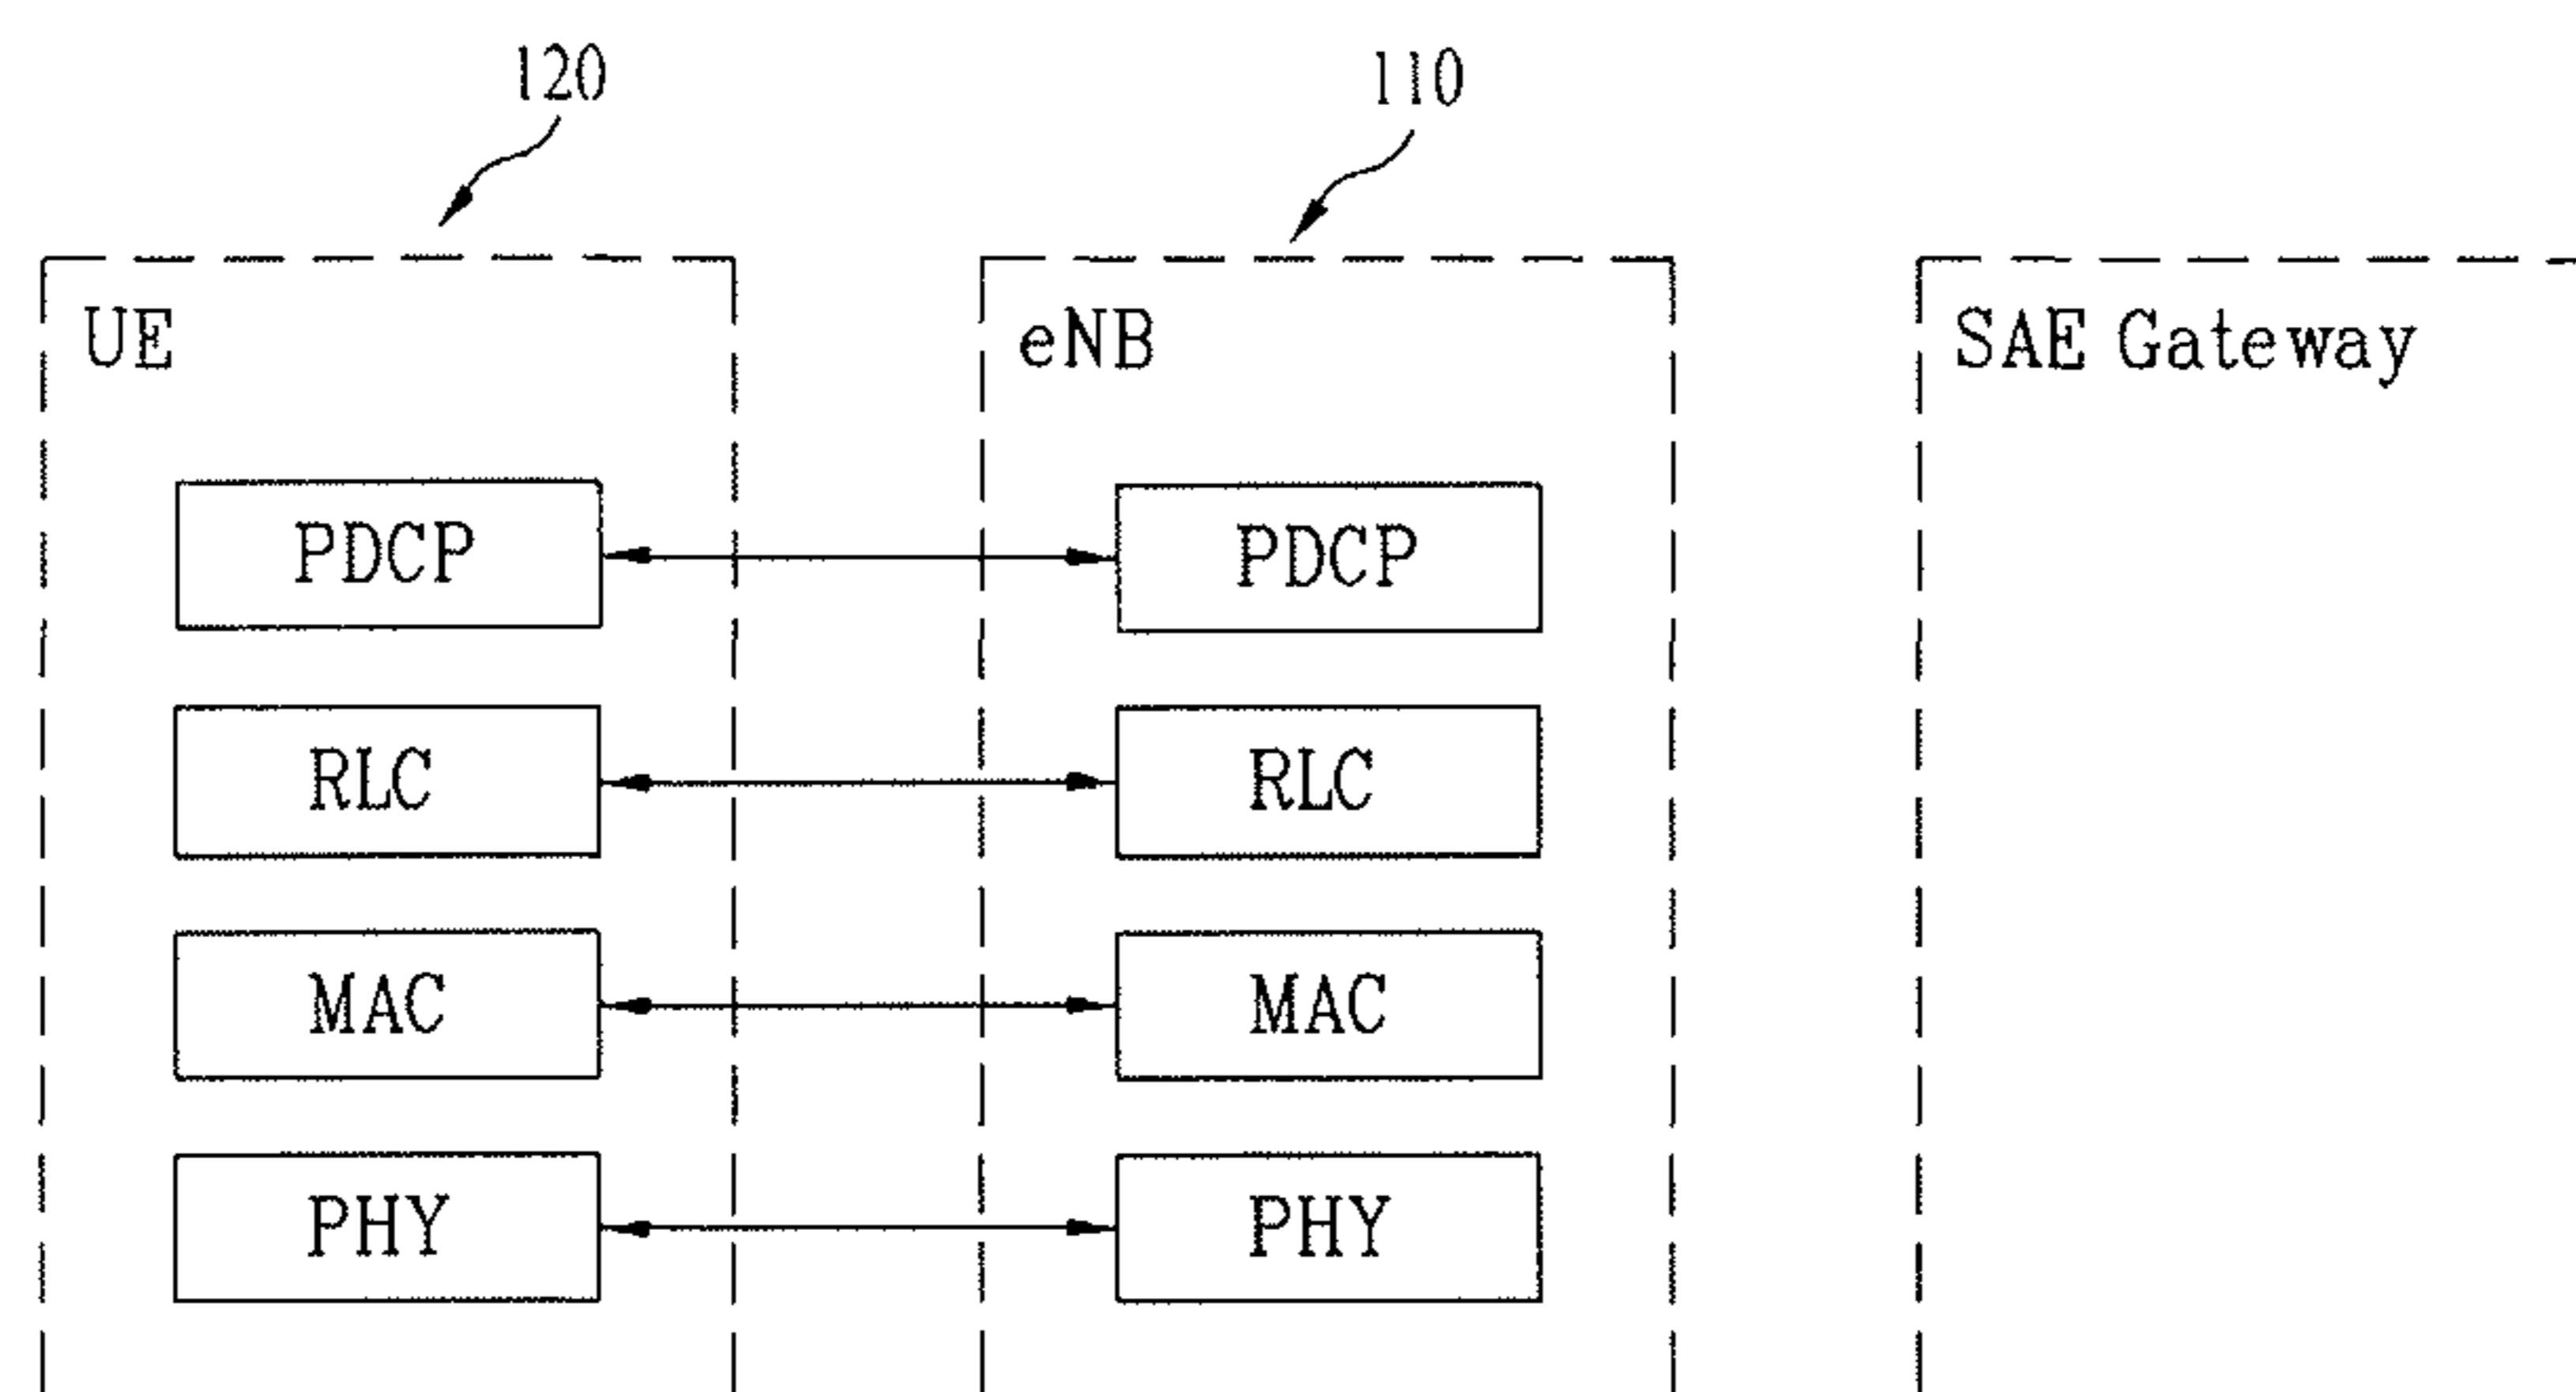 120 110
UE eNB SAE Gateway
PDCP PDCP
RLC RLC
MAC MAC
PHY PHY